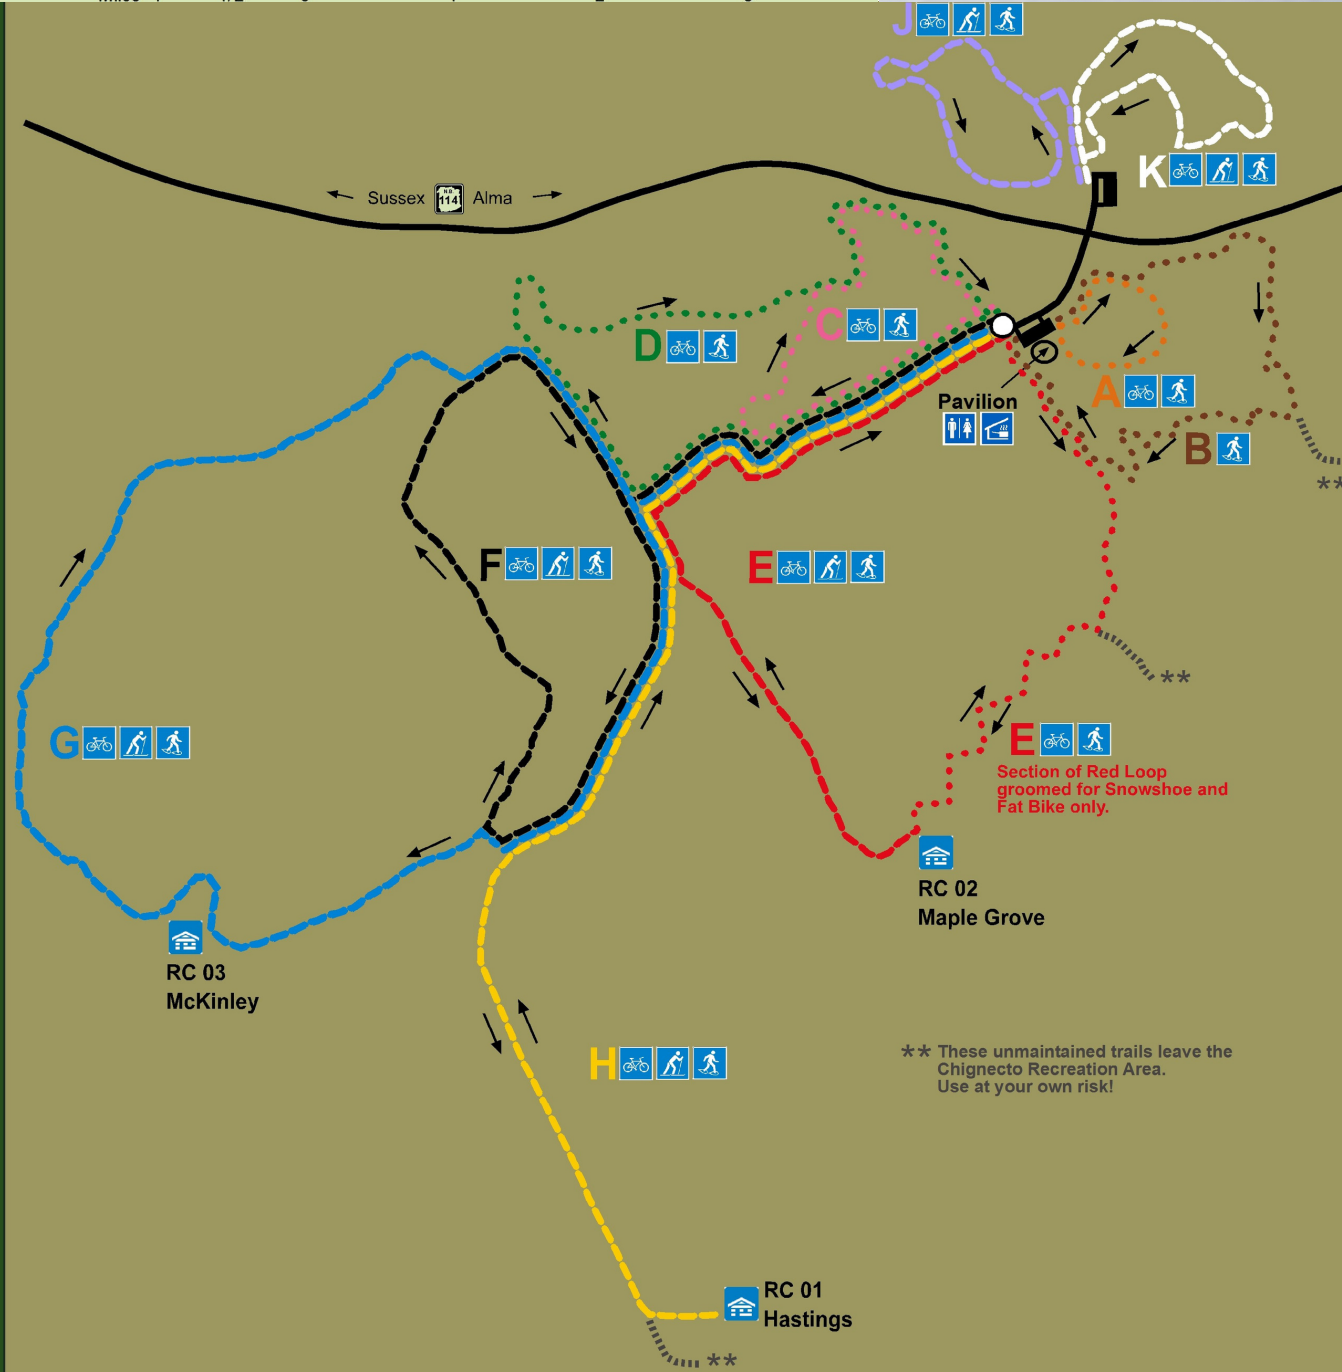 J
K
Sussex
N.B.
114
Alma
C
D
A
Pavilion
B
**
F
E
**
G
E
Section of Red Loop
groomed for Snowshoe and
Fat Bike only.
RC 02
Maple Grove
RC 03
McKinley
H
** These unmaintained trails leave the
Chignecto Recreation Area.
Use at your own risk!
RC 01
Hastings
**